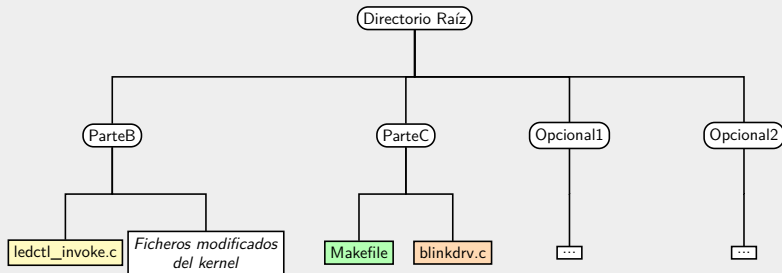 Directorio Raíz
ParteB
ParteC
Opcional1
Opcional2
ledctl_invoke.c
Ficheros modificados
del kernel
Makefile
blinkdrv.c
...
...